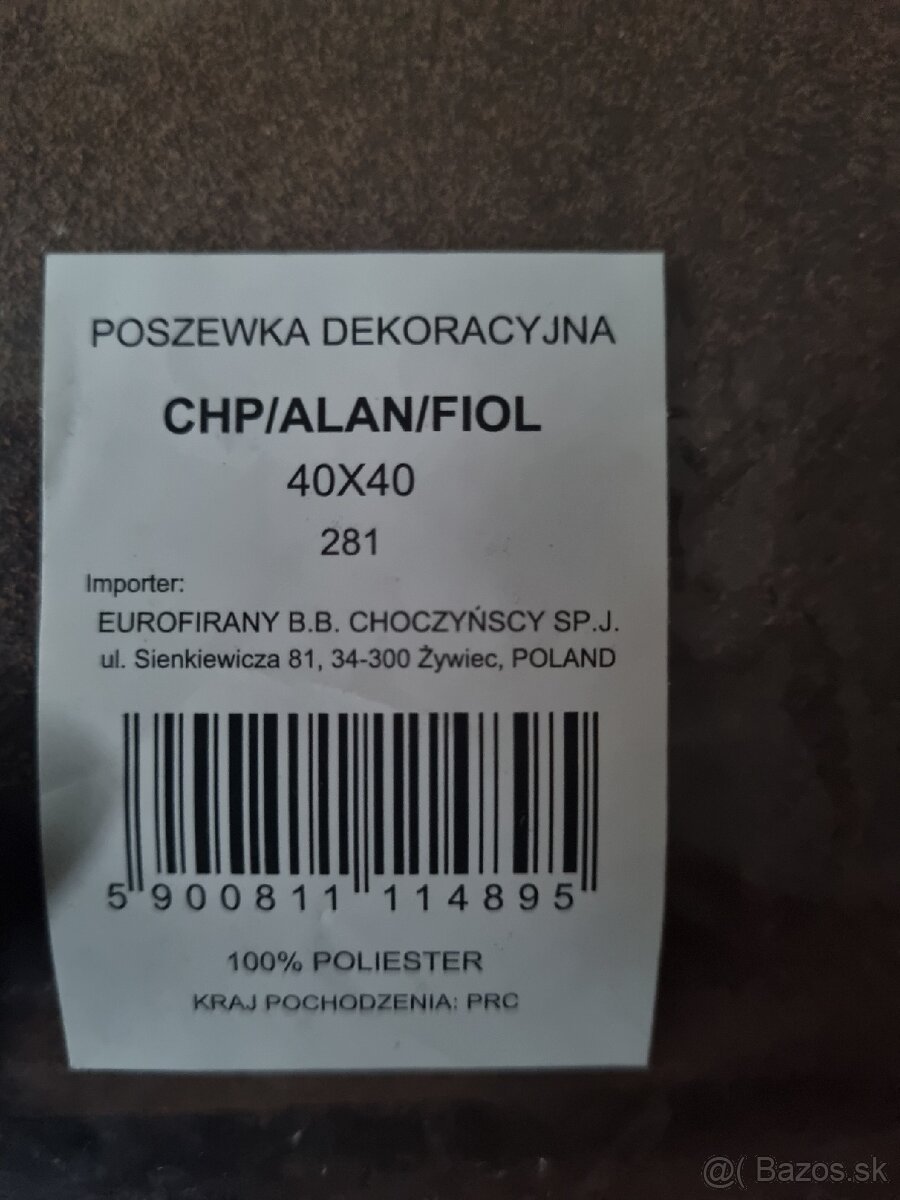 POSZEWKA DEKORACYJNA
CHP/ALAN/FIOL
40X40
281
Importer:
EUROFIRANY B.B. CHOCZYŃSCY SP.J.
ul. Sienkiewicza 81, 34-300 Żywiec, POLAND
5 900811 114895
100% POLIESTER
KRAJ POCHODZENIA: PRC
@( Bazos.sk